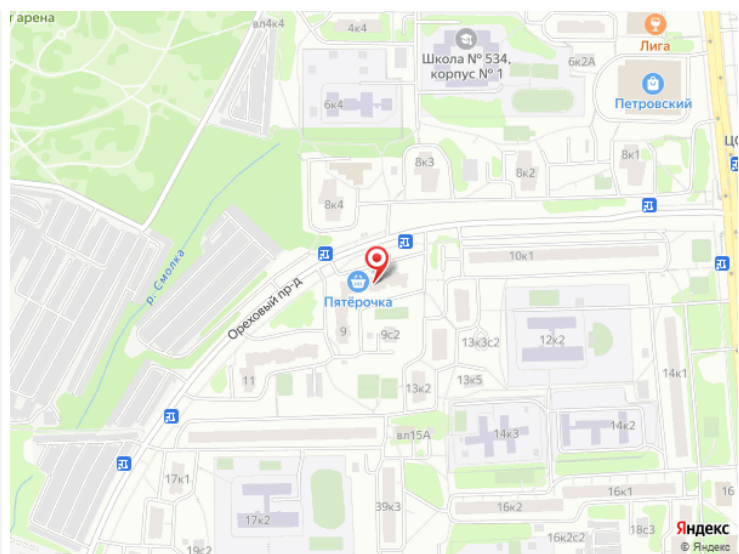 г арена
вл4к4
4к4
Лига
Школа № 534,
корпус № 1
6к2А
6к4
Петровский
ЦО
8к3
8к2
8к1
8к4
р. Смолка
10к1
Ореховый пр-д
Пятёрочка
9
9с2
13к3с2
12к2
11
13к2
13к5
14к1
вл15А
14к3
14к2
17к1
39к3
16к2
16к1
16
17к2
19с2
16к2с2
18с3
Яндекс
© Яндекс